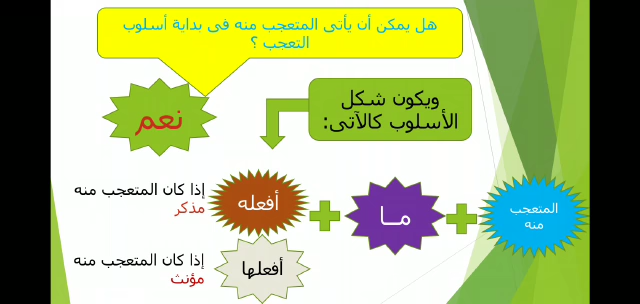 هل يمكن أن يأتى المتعجب منه فى بداية أسلوب
التعجب ؟
نعم
ويكون شكل
الأسلوب كالآتى:
المتعجب
منه
مـا
أفعله
إذا كان المتعجب منه
مذكر
أفعلها
إذا كان المتعجب منه
مؤنث